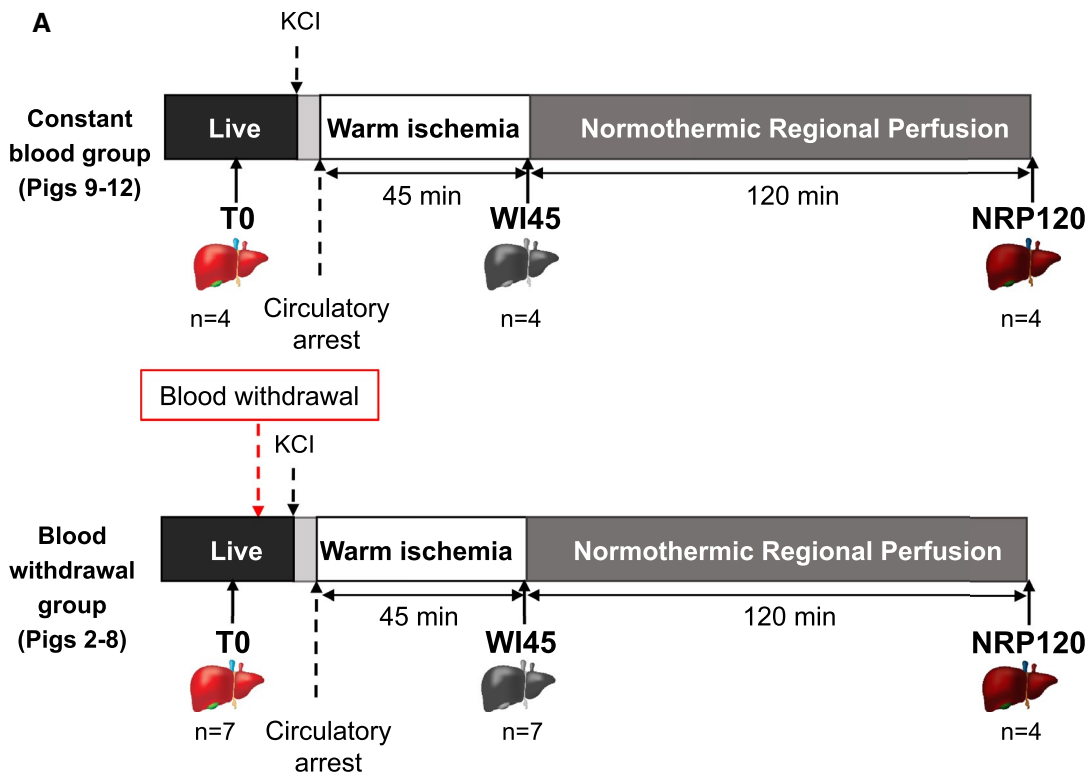 A
KCl
Constant
blood group
(Pigs 9-12)
Live
Warm ischemia
Normothermic Regional Perfusion
45 min
120 min
T0
WI45
NRP120
n=4
Circulatory
arrest
n=4
n=4
Blood withdrawal
KCl
Blood
withdrawal
group
(Pigs 2-8)
Live
Warm ischemia
Normothermic Regional Perfusion
45 min
120 min
T0
WI45
NRP120
n=7
Circulatory
arrest
n=7
n=4